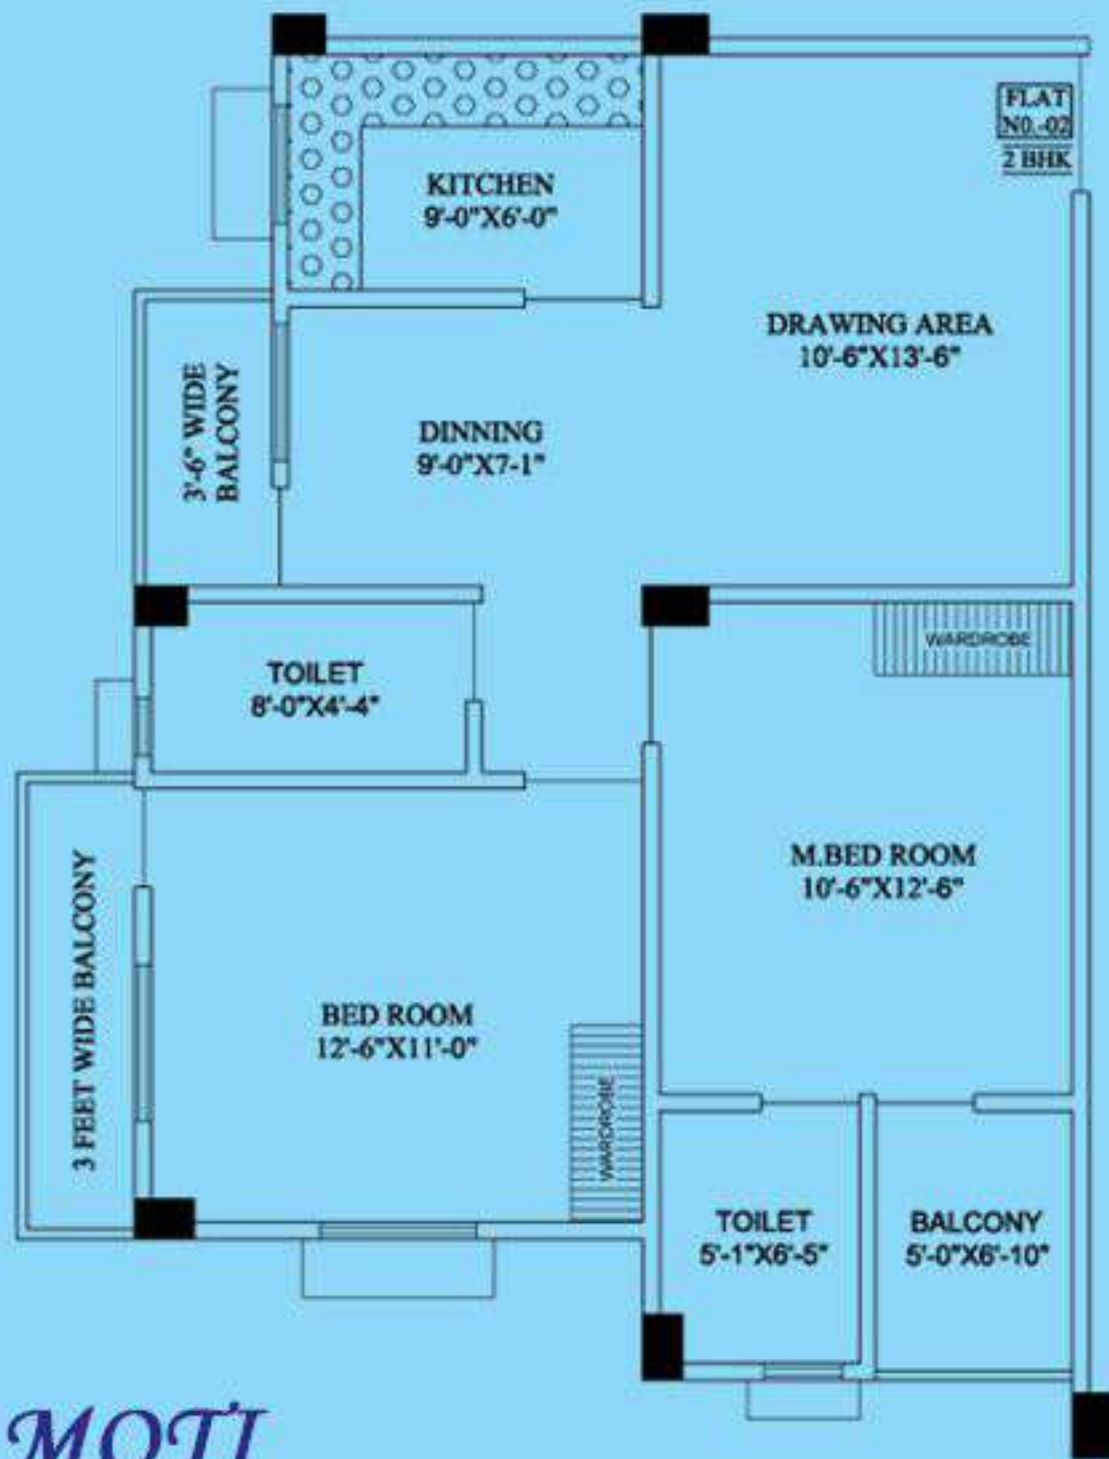 FLAT
N0.-02
2 BHK
KITCHEN
9'-0"X6'-0"
DRAWING AREA
10'-6"X13'-6"
3'-6" WIDE
BALCONY
DINNING
9'-0"X7-1"
WARDROBE
TOILET
8'-0"X4'-4"
M.BED ROOM
10'-6"X12'-6"
3 FEET WIDE BALCONY
BED ROOM
12'-6"X11'-0"
WARDROBE
TOILET
5'-1"X6'-5"
BALCONY
5'-0"X6'-10"
MOTI